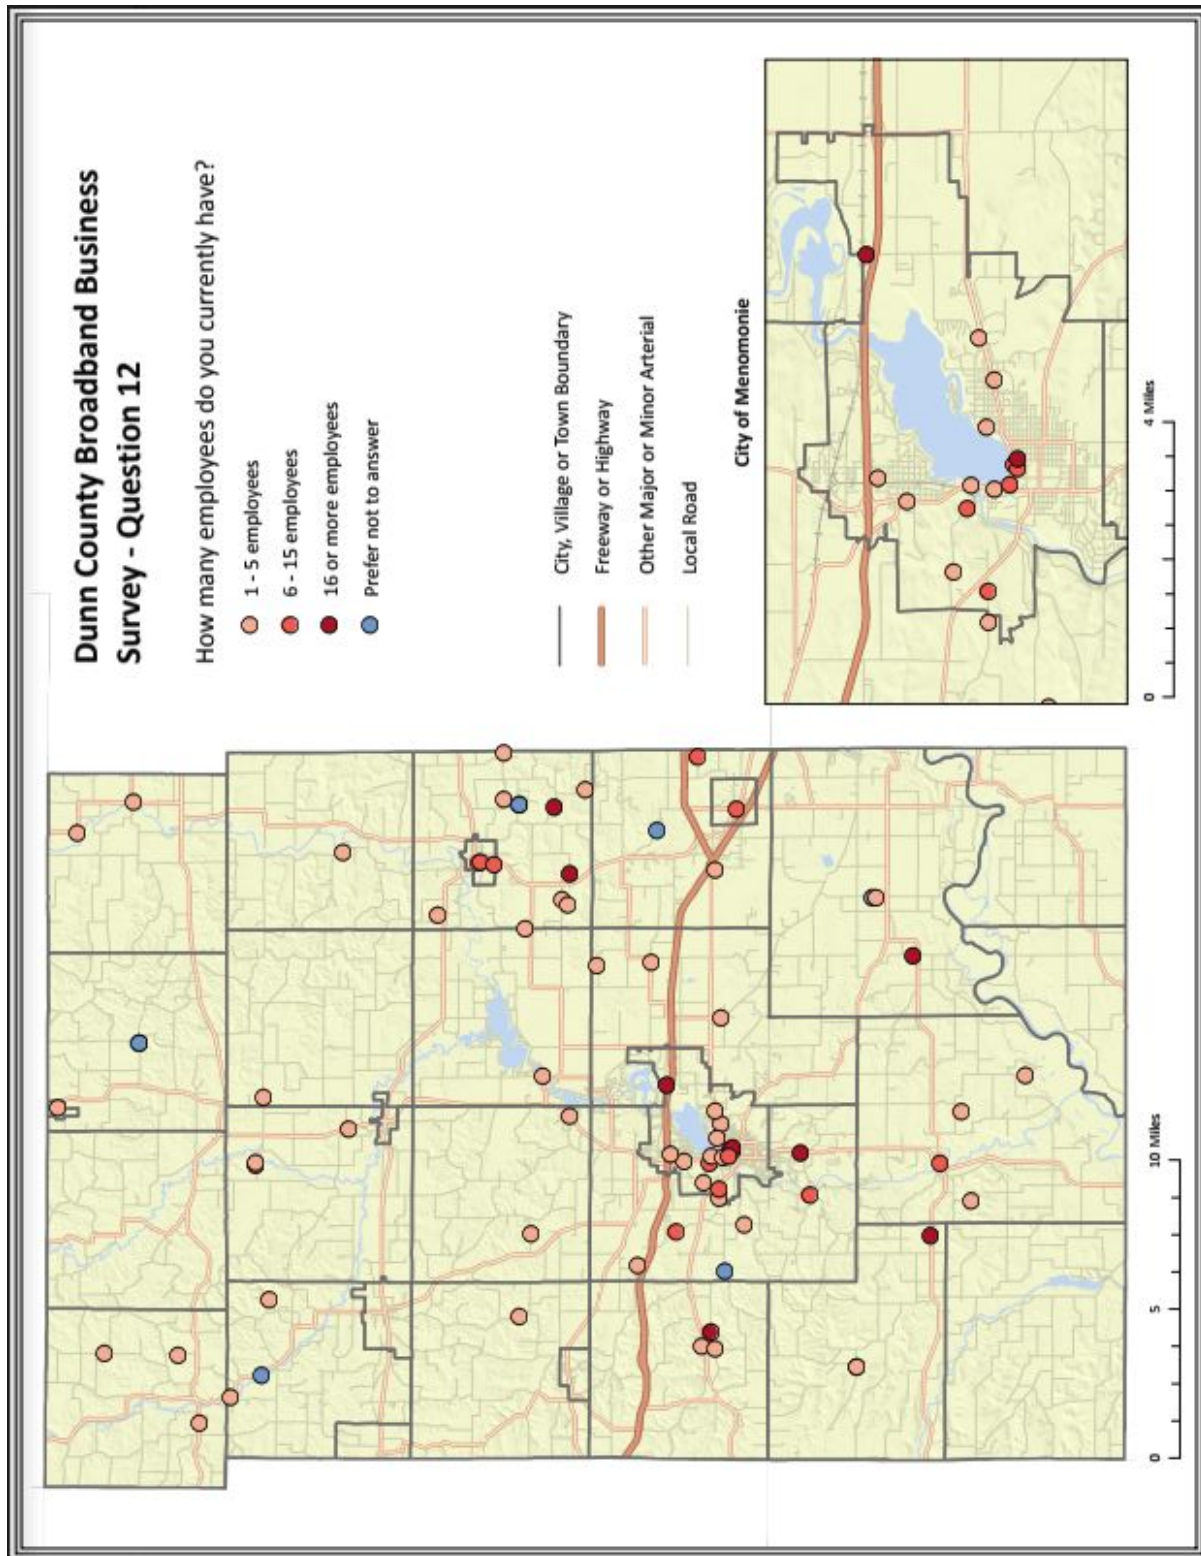 Dunn County Broadband Business
Survey - Question 12
How many employees do you currently have?
1 - 5 employees
6 - 15 employees
16 or more employees
Prefer not to answer
City, Village or Town Boundary
Freeway or Highway
Other Major or Minor Arterial
Local Road
City of Menomonie
0
4 Miles
0
5
10 Miles